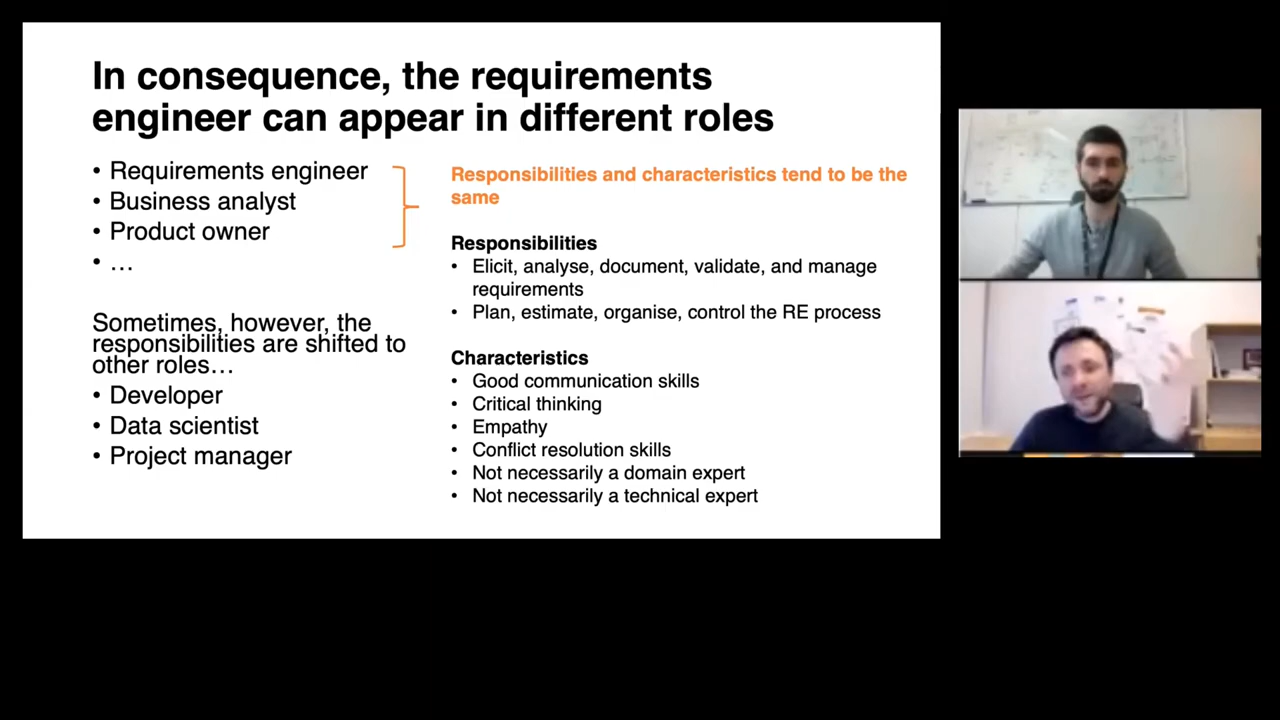 In consequence, the requirements
engineer can appear in different roles
• Requirements engineer
• Business analyst
• Product owner
• …
Sometimes, however, the
responsibilities are shifted to
other roles…
• Developer
• Data scientist
• Project manager
Responsibilities and characteristics tend to be the
same
Responsibilities
• Elicit, analyse, document, validate, and manage
requirements
• Plan, estimate, organise, control the RE process
Characteristics
• Good communication skills
• Critical thinking
• Empathy
• Conflict resolution skills
• Not necessarily a domain expert
• Not necessarily a technical expert